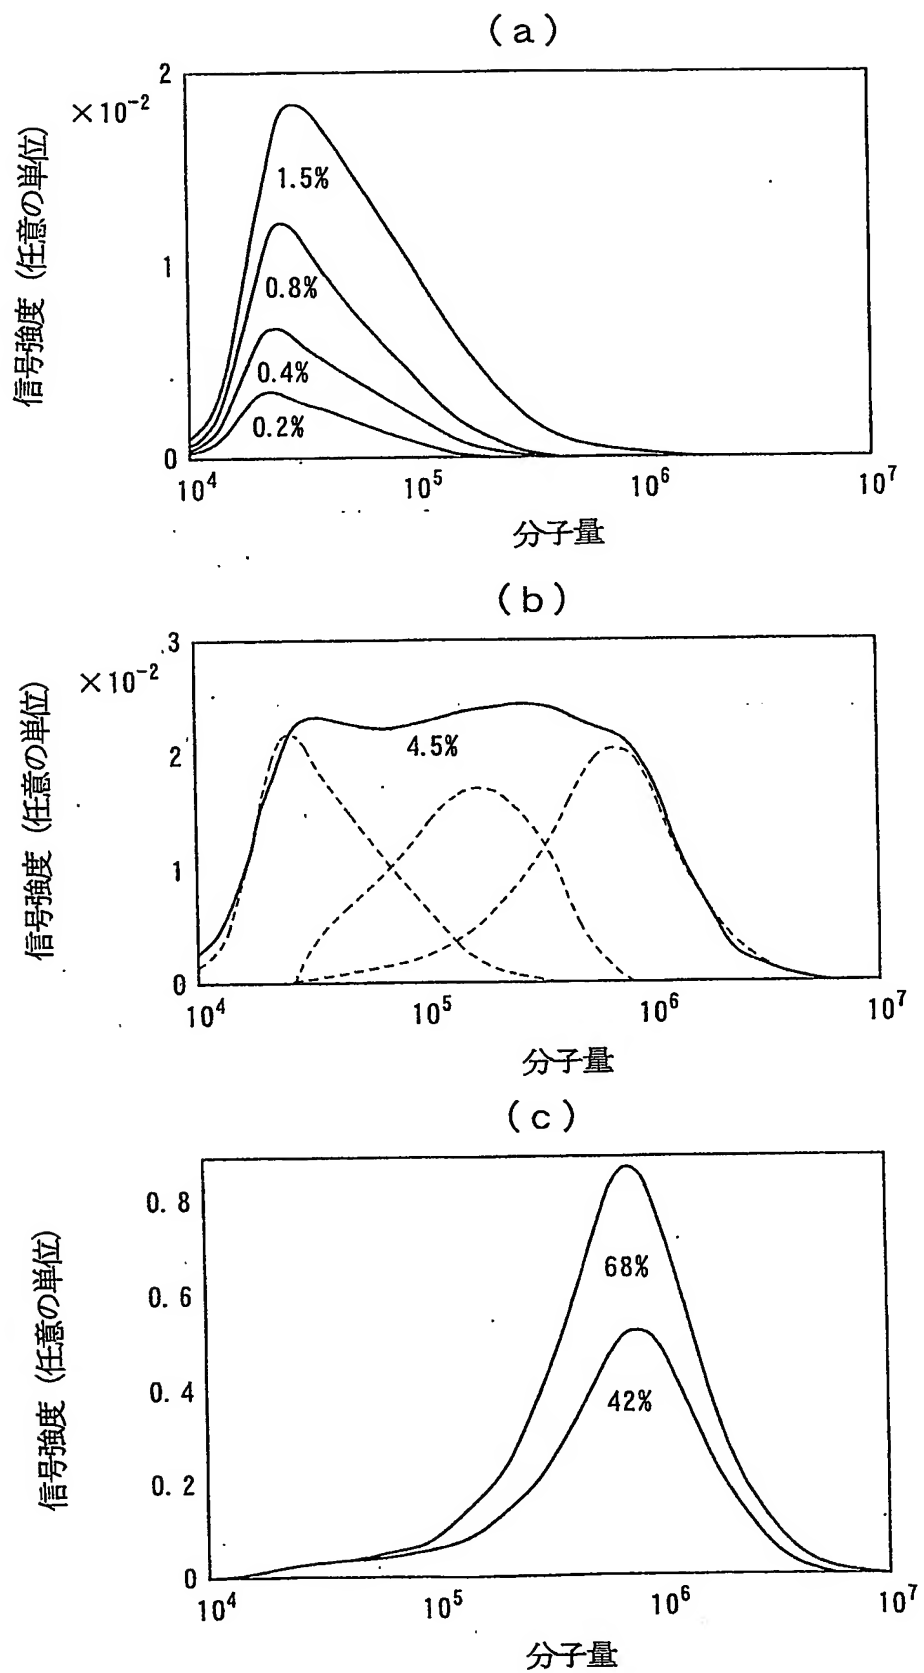 (a)
2
×10⁻²
1
0
信号強度 (任意の単位)
1.5%
0.8%
0.4%
0.2%
10⁴ 10⁵ 10⁶ 10⁷
分子量
(b)
3
×10⁻²
2
1
0
信号強度 (任意の単位)
4.5%
10⁴ 10⁵ 10⁶ 10⁷
分子量
(c)
0.8
0.6
0.4
0.2
0
信号強度 (任意の単位)
68%
42%
10⁴ 10⁵ 10⁶ 10⁷
分子量